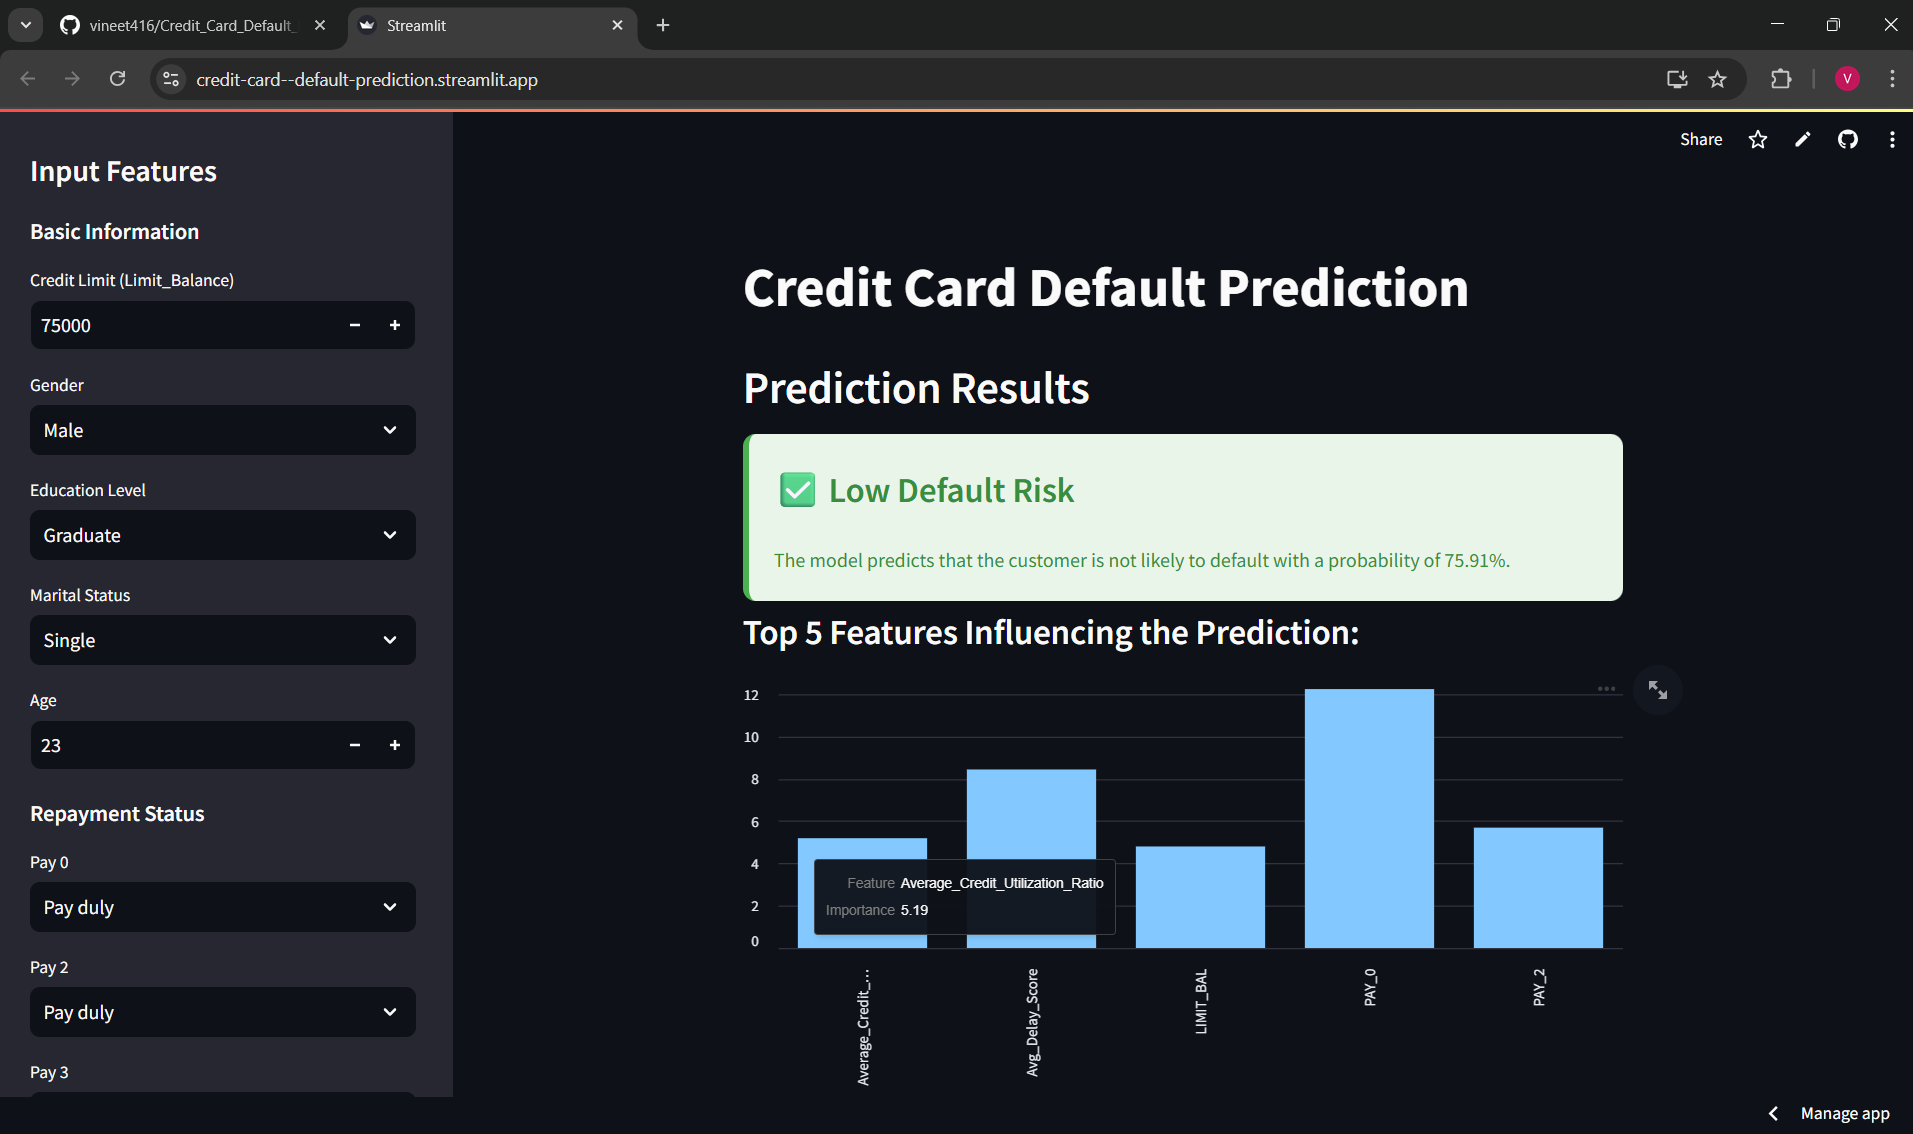 vineet416/Credit_Card_Default_
Streamlit
credit-card--default-prediction.streamlit.app
V
Share
Input Features
Basic Information
Credit Limit (Limit_Balance)
75000
Gender
Male
Education Level
Graduate
Marital Status
Single
Age
23
Repayment Status
Pay 0
Pay duly
Pay 2
Pay duly
Pay 3
Credit Card Default Prediction
Prediction Results
✅ Low Default Risk
The model predicts that the customer is not likely to default with a probability of 75.91%.
Top 5 Features Influencing the Prediction:
12
10
8
6
4
2
0
Feature Average_Credit_Utilization_Ratio
Importance 5.19
Average_Credit_...
Avg_Delay_Score
LIMIT_BAL
PAY_0
PAY_2
Manage app